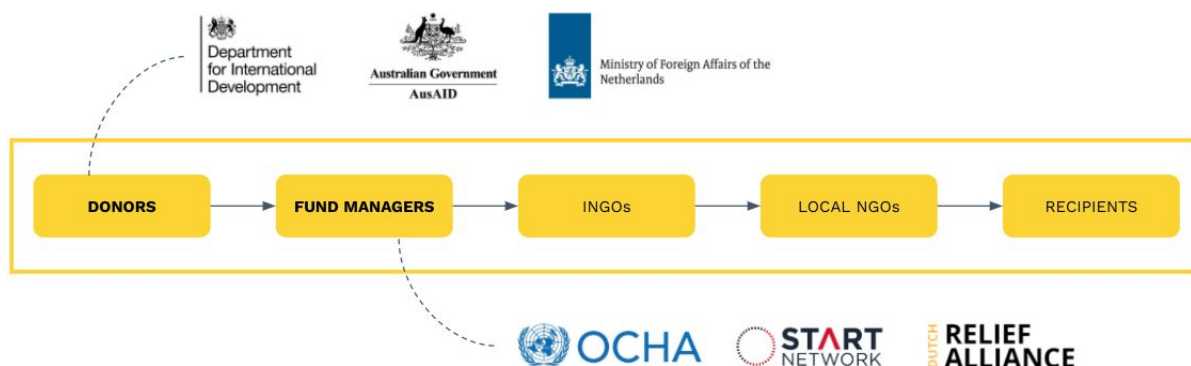 Department
for International
Development
Australian Government
AusAID
Ministry of Foreign Affairs of the
Netherlands
DONORS
FUND MANAGERS
INGOs
LOCAL NGOs
RECIPIENTS
OCHA
START
NETWORK
DUTCH
RELIEF
ALLIANCE